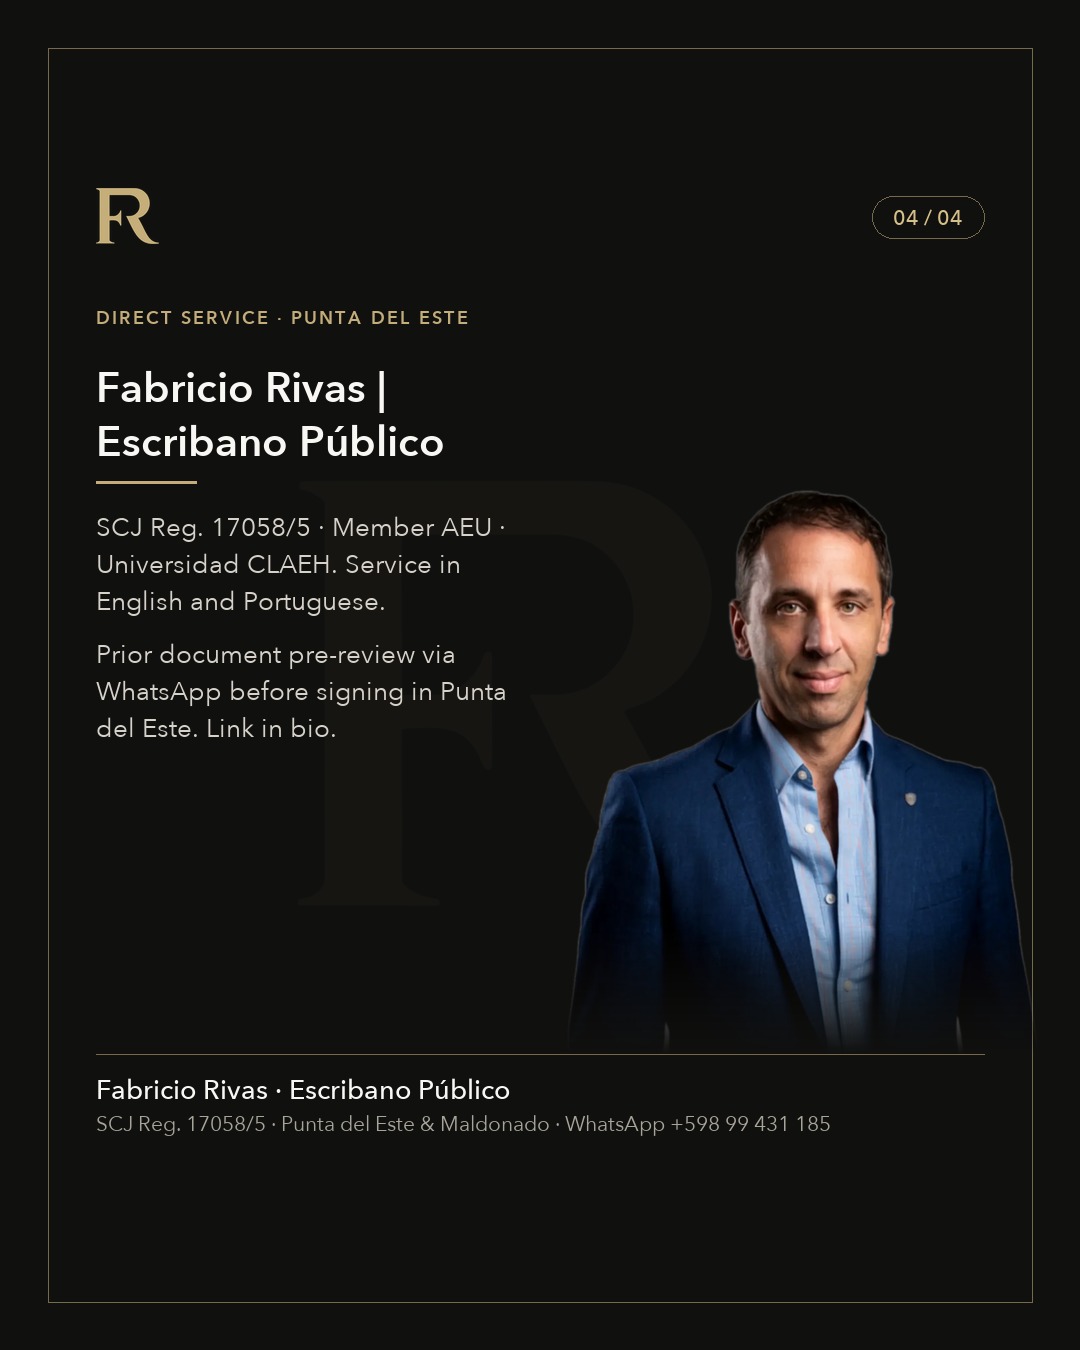 R
04 / 04
DIRECT SERVICE · PUNTA DEL ESTE
Fabricio Rivas |
Escribano Público
SCJ Reg. 17058/5 · Member AEU ·
Universidad CLAEH. Service in
English and Portuguese.
Prior document pre-review via
WhatsApp before signing in Punta
del Este. Link in bio.
Fabricio Rivas · Escribano Público
SCJ Reg. 17058/5 · Punta del Este & Maldonado · WhatsApp +598 99 431 185